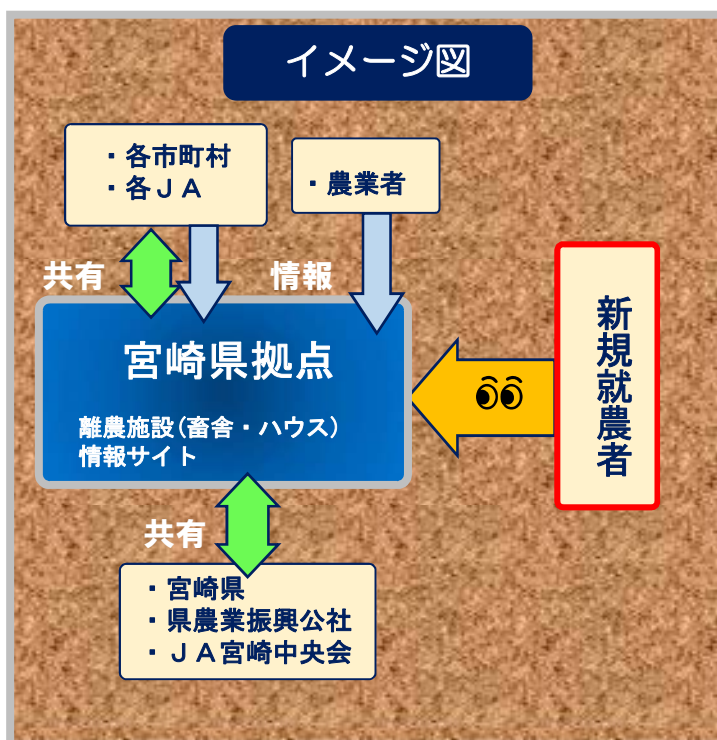 イメージ図
・各市町村
・各ＪＡ
・農業者
共有
情報
宮崎県拠点
離農施設(畜舎・ハウス)
情報サイト
新規就農者
共有
・宮崎県
・県農業振興公社
・ＪＡ宮崎中央会